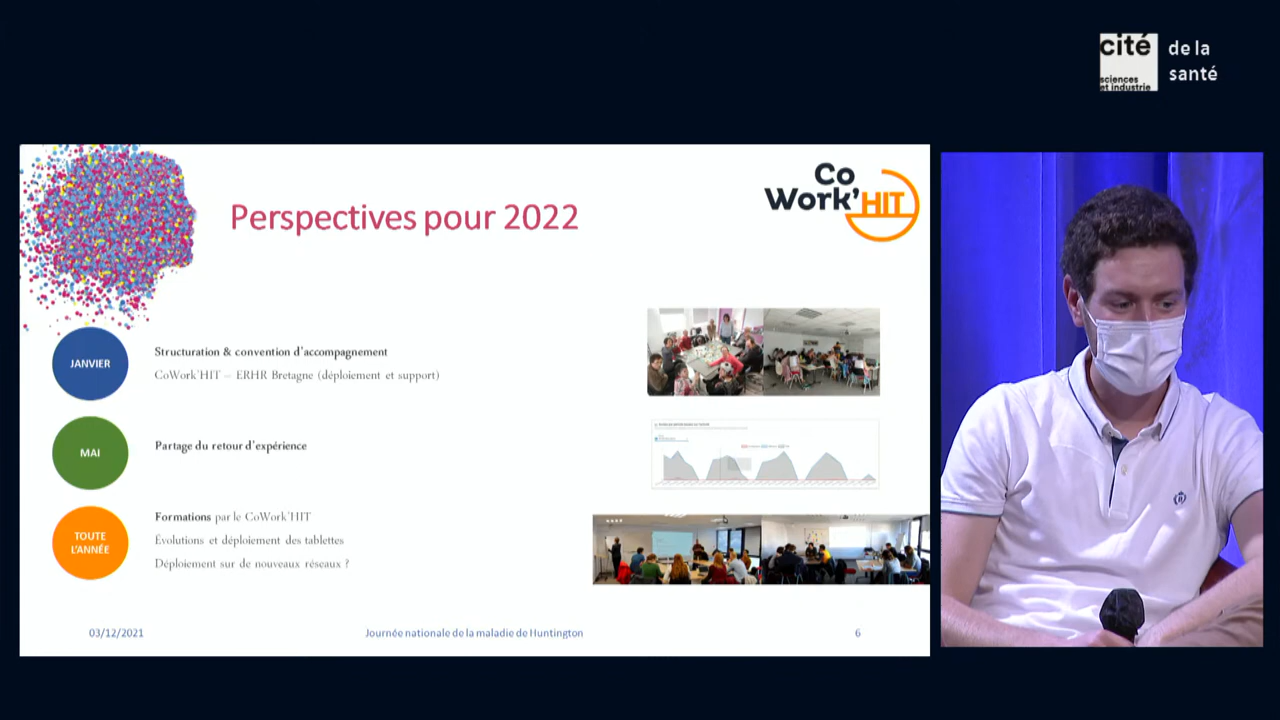 cité
sciences
et industrie
de la
santé
Perspectives pour 2022
Co
Work'HIT
JANVIER
Structuration & convention d'accompagnement
CoWork'HIT – ERHR Bretagne (déploiement et support)
MAI
Partage du retour d'expérience
TOUTE
L'ANNÉE
Formations par le CoWork'HIT
Évolutions et déploiement des tablettes
Déploiement sur de nouveaux réseaux ?
03/12/2021
Journée nationale de la maladie de Huntington
6